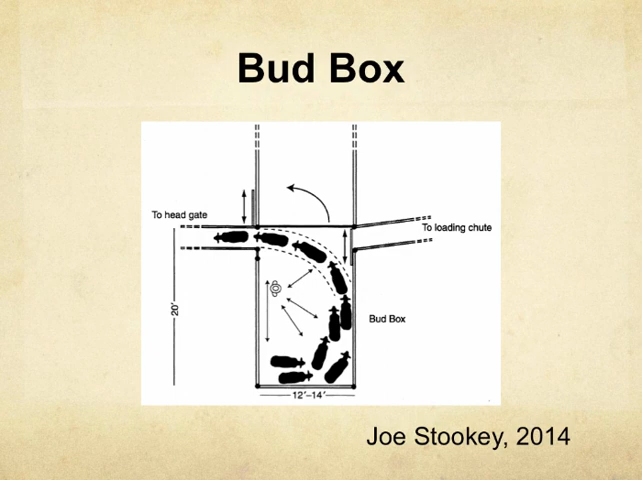 Bud Box
To head gate
To loading chute
20'
Bud Box
12'–14'
Joe Stookey, 2014